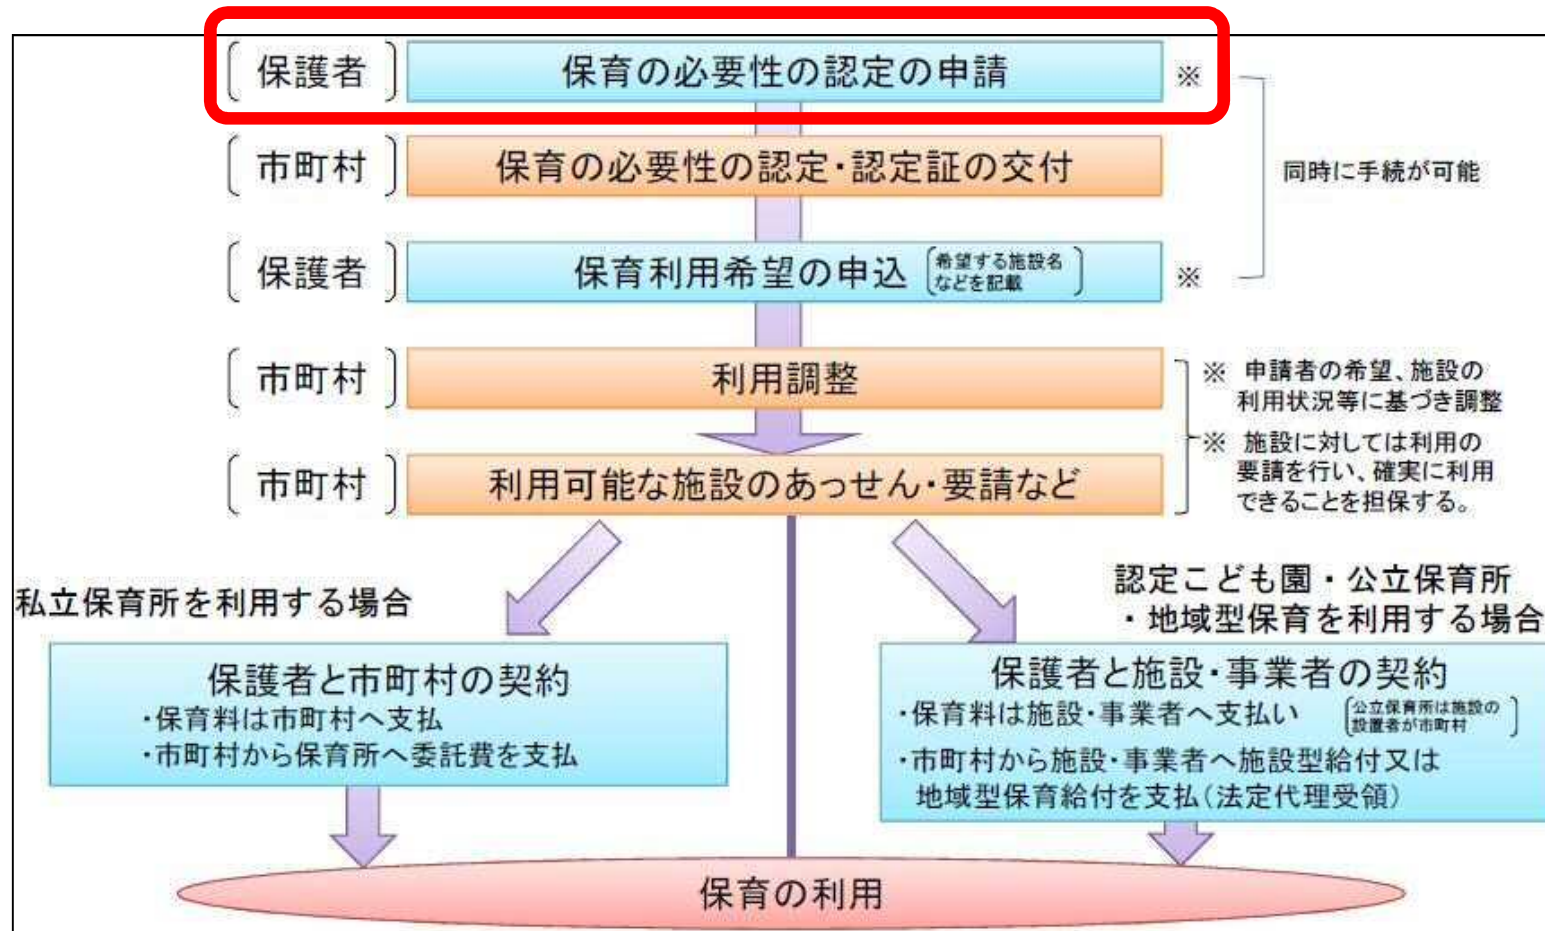 〔保護者〕 保育の必要性の認定の申請 ※
〔市町村〕 保育の必要性の認定・認定証の交付
同時に手続が可能
〔保護者〕 保育利用希望の申込 〔希望する施設名
などを記載〕 ※
〔市町村〕 利用調整
※ 申請者の希望、施設の
利用状況等に基づき調整
※ 施設に対しては利用の
要請を行い、確実に利用
できることを担保する。
〔市町村〕 利用可能な施設のあっせん・要請など
私立保育所を利用する場合
保護者と市町村の契約
・保育料は市町村へ支払
・市町村から保育所へ委託費を支払
認定こども園・公立保育所
・地域型保育を利用する場合
保護者と施設・事業者の契約
・保育料は施設・事業者へ支払い 〔公立保育所は施設の
設置者が市町村〕
・市町村から施設・事業者へ施設型給付又は
地域型保育給付を支払(法定代理受領)
保育の利用